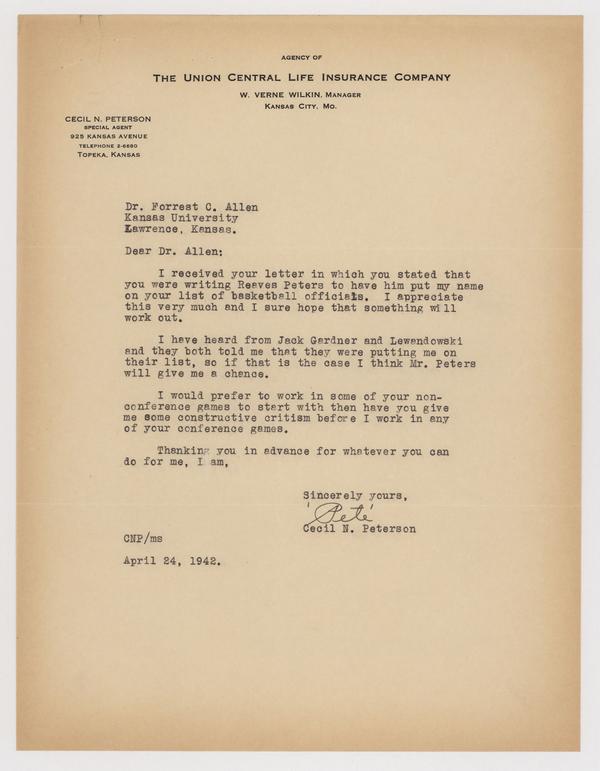 AGENCY OF
THE UNION CENTRAL LIFE INSURANCE COMPANY
W. VERNE WILKIN, MANAGER
KANSAS CITY, MO.
CECIL N. PETERSON
SPECIAL AGENT
925 KANSAS AVENUE
TELEPHONE 2-6680
TOPEKA, KANSAS
Dr. Forrest C. Allen
Kansas University
Lawrence, Kansas.
Dear Dr. Allen:
I received your letter in which you stated that
you were writing Reaves Peters to have him put my name
on your list of basketball officials. I appreciate
this very much and I sure hope that something will
work out.
I have heard from Jack Gardner and Lewandowski
and they both told me that they were putting me on
their list, so if that is the case I think Mr. Peters
will give me a chance.
I would prefer to work in some of your non-
conference games to start with then have you give
me some constructive critism before I work in any
of your conference games.
Thanking you in advance for whatever you can
do for me, I am,
Sincerely yours,
'Pete'
Cecil N. Peterson
CNP/ms
April 24, 1942.